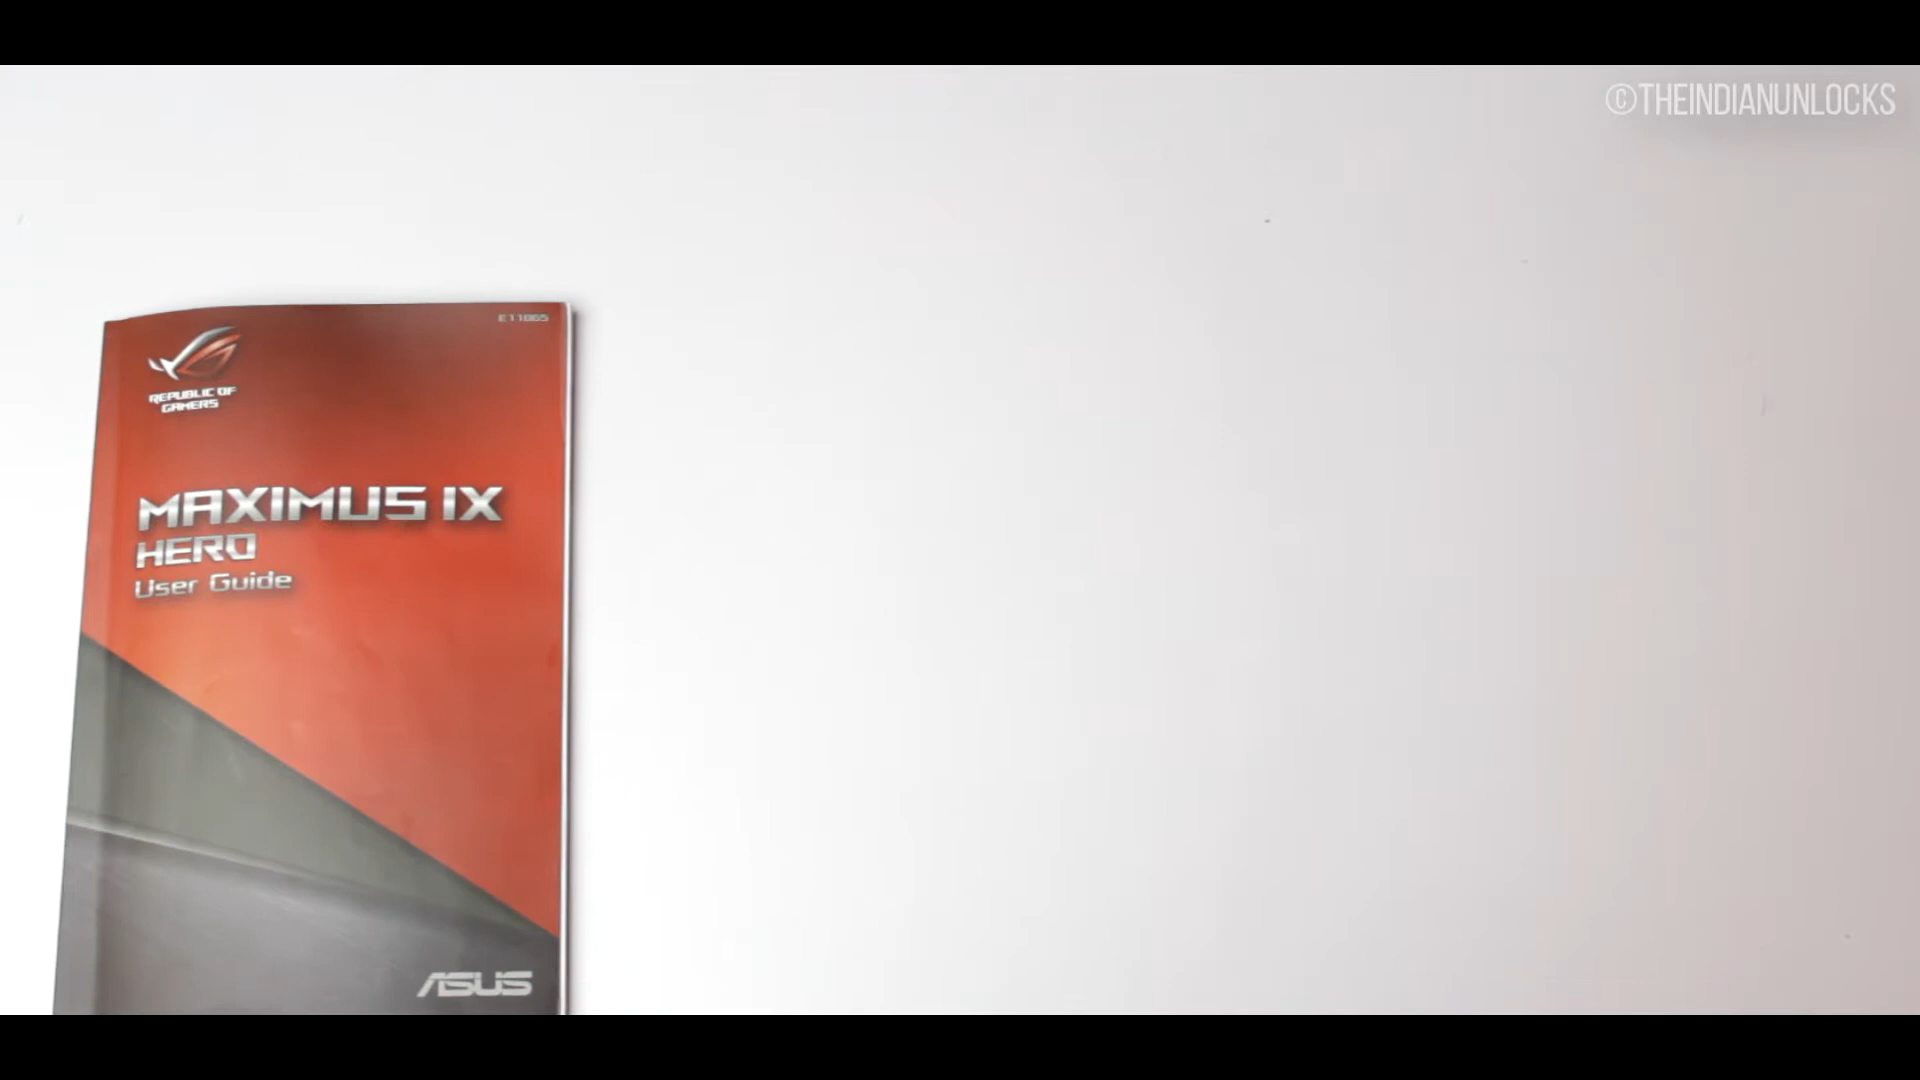 ©THEINDIANUNLOCKS
E11865
REPUBLIC OF
GAMERS
MAXIMUS IX
HERO
User Guide
ASUS